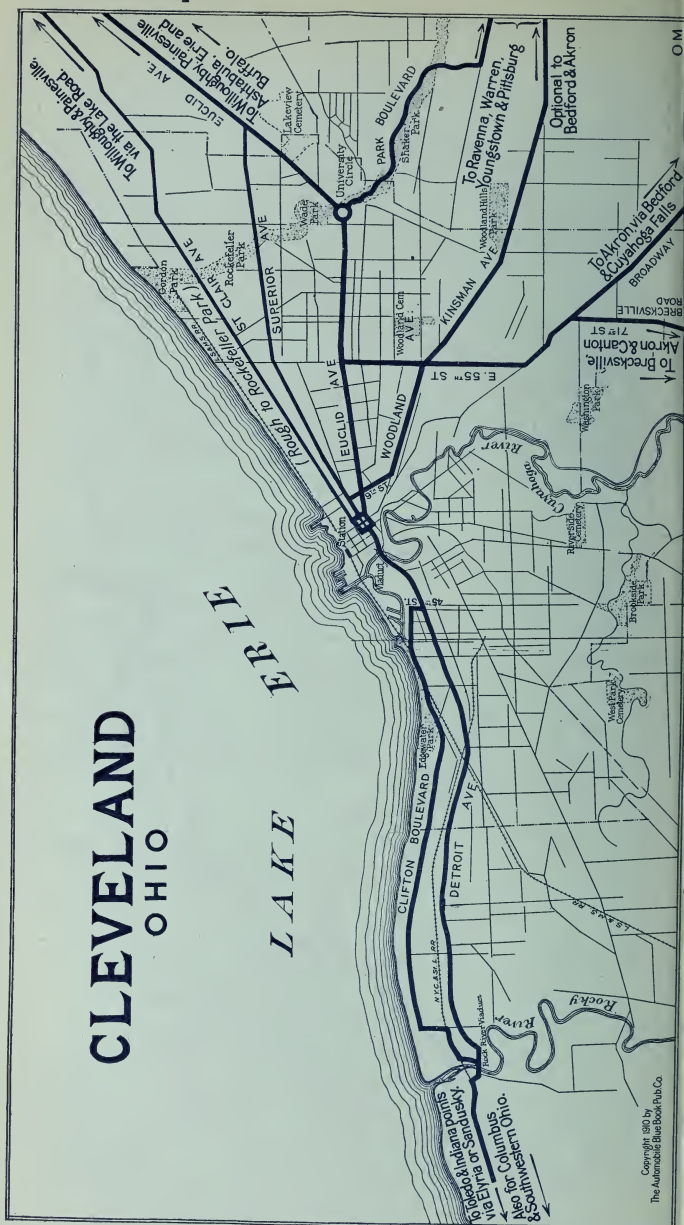 CLEVELAND
OHIO
LAKE ERIE
To Willoughby & Painesville,
via the Lake Road.
EUCLID AVE.
To Willoughby Painesville
Ashtabula, Erie and
Buffalo.
Lakeview
Cemetery
University
Circle
PARK BOULEVARD
Shaker
Park
To Ravenna, Warren,
Youngstown & Pittsburg
Optional to
Bedford & Akron
OM
Gordon
Park
Rockefeller
Park
Wade
Park
L.S.& M.S. RR.
(Rough to Rockefeller Park)
ST CLAIR AVE
SUPERIOR AVE
EUCLID AVE
WOODLAND AVE.
Woodland Cem
Woodland Hills
Park
KINSMAN AVE
To Akron via Bedford
& Cuyahoga Falls
BROADWAY
BRECKSVILLE
ROAD
71ST ST
To Brecksville,
Akron & Canton
E. 55TH ST
Washington
Park
Station
Viaduct
Cuyahoga River
Riverside
Cemetery
Brookside
Park
45TH ST.
West Park
Cemetery
Edgewater
Park
CLIFTON BOULEVARD
DETROIT AVE
N.Y.C. & St. L. RR.
L.S. & M.S. RR
Rock River Viaduct
Rocky River
To Toledo & Indiana points
via Elyria or Sandusky.
Also for Columbus
& Southwestern Ohio.
Copyright 1910 by
The Automobile Blue Book Pub. Co.